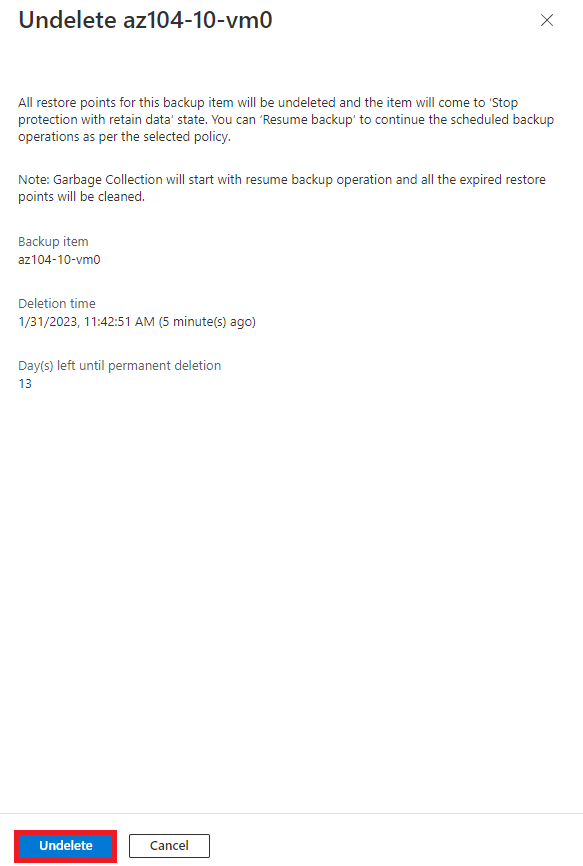 Undelete az104-10-vm0
All restore points for this backup item will be undeleted and the item will come to ‘Stop
protection with retain data’ state. You can ‘Resume backup’ to continue the scheduled backup
operations as per the selected policy.
Note: Garbage Collection will start with resume backup operation and all the expired restore
points will be cleaned.
Backup item
az104-10-vm0
Deletion time
1/31/2023, 11:42:51 AM (5 minute(s) ago)
Day(s) left until permanent deletion
13
Undelete
Cancel